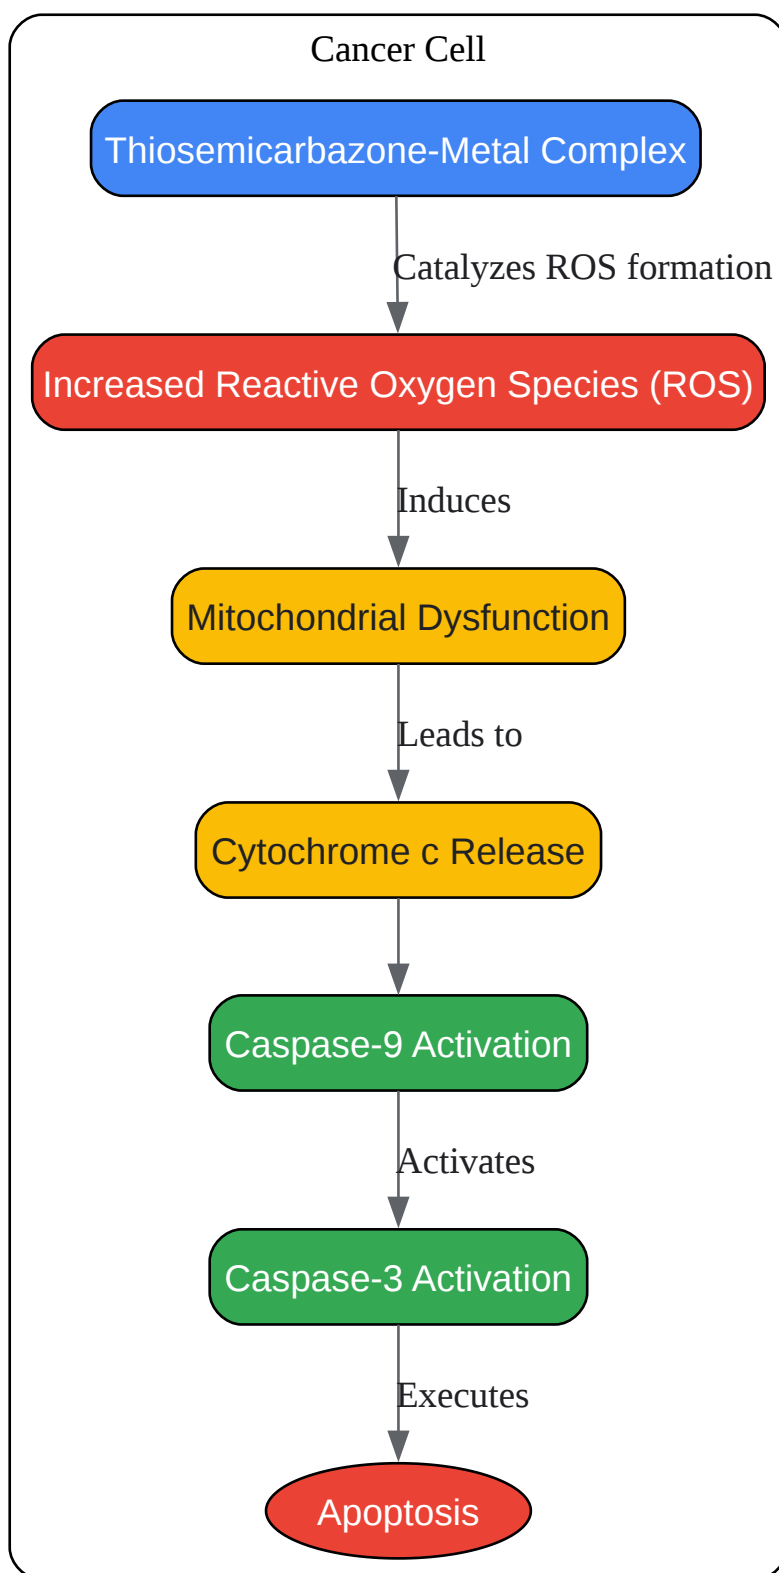 Cancer Cell
Thiosemicarbazone-Metal Complex
Catalyzes ROS formation
Increased Reactive Oxygen Species (ROS)
Induces
Mitochondrial Dysfunction
Leads to
Cytochrome c Release
Caspase-9 Activation
Activates
Caspase-3 Activation
Executes
Apoptosis